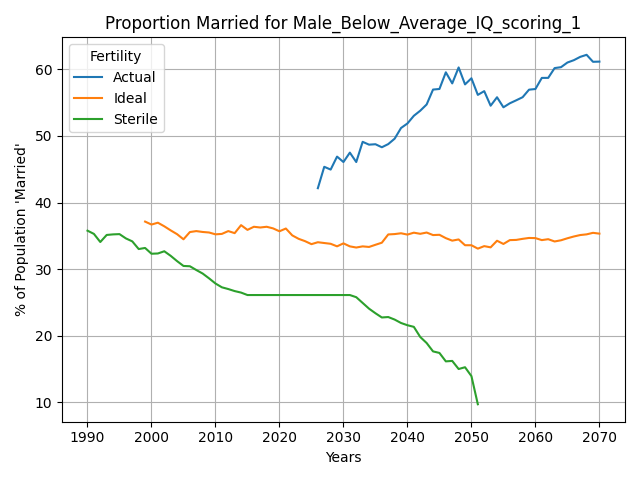 Proportion Married for Male_Below_Average_IQ_scoring_1
Fertility
Actual
Ideal
Sterile
% of Population 'Married'
60
50
40
30
20
10
1990 2000 2010 2020 2030 2040 2050 2060 2070
Years